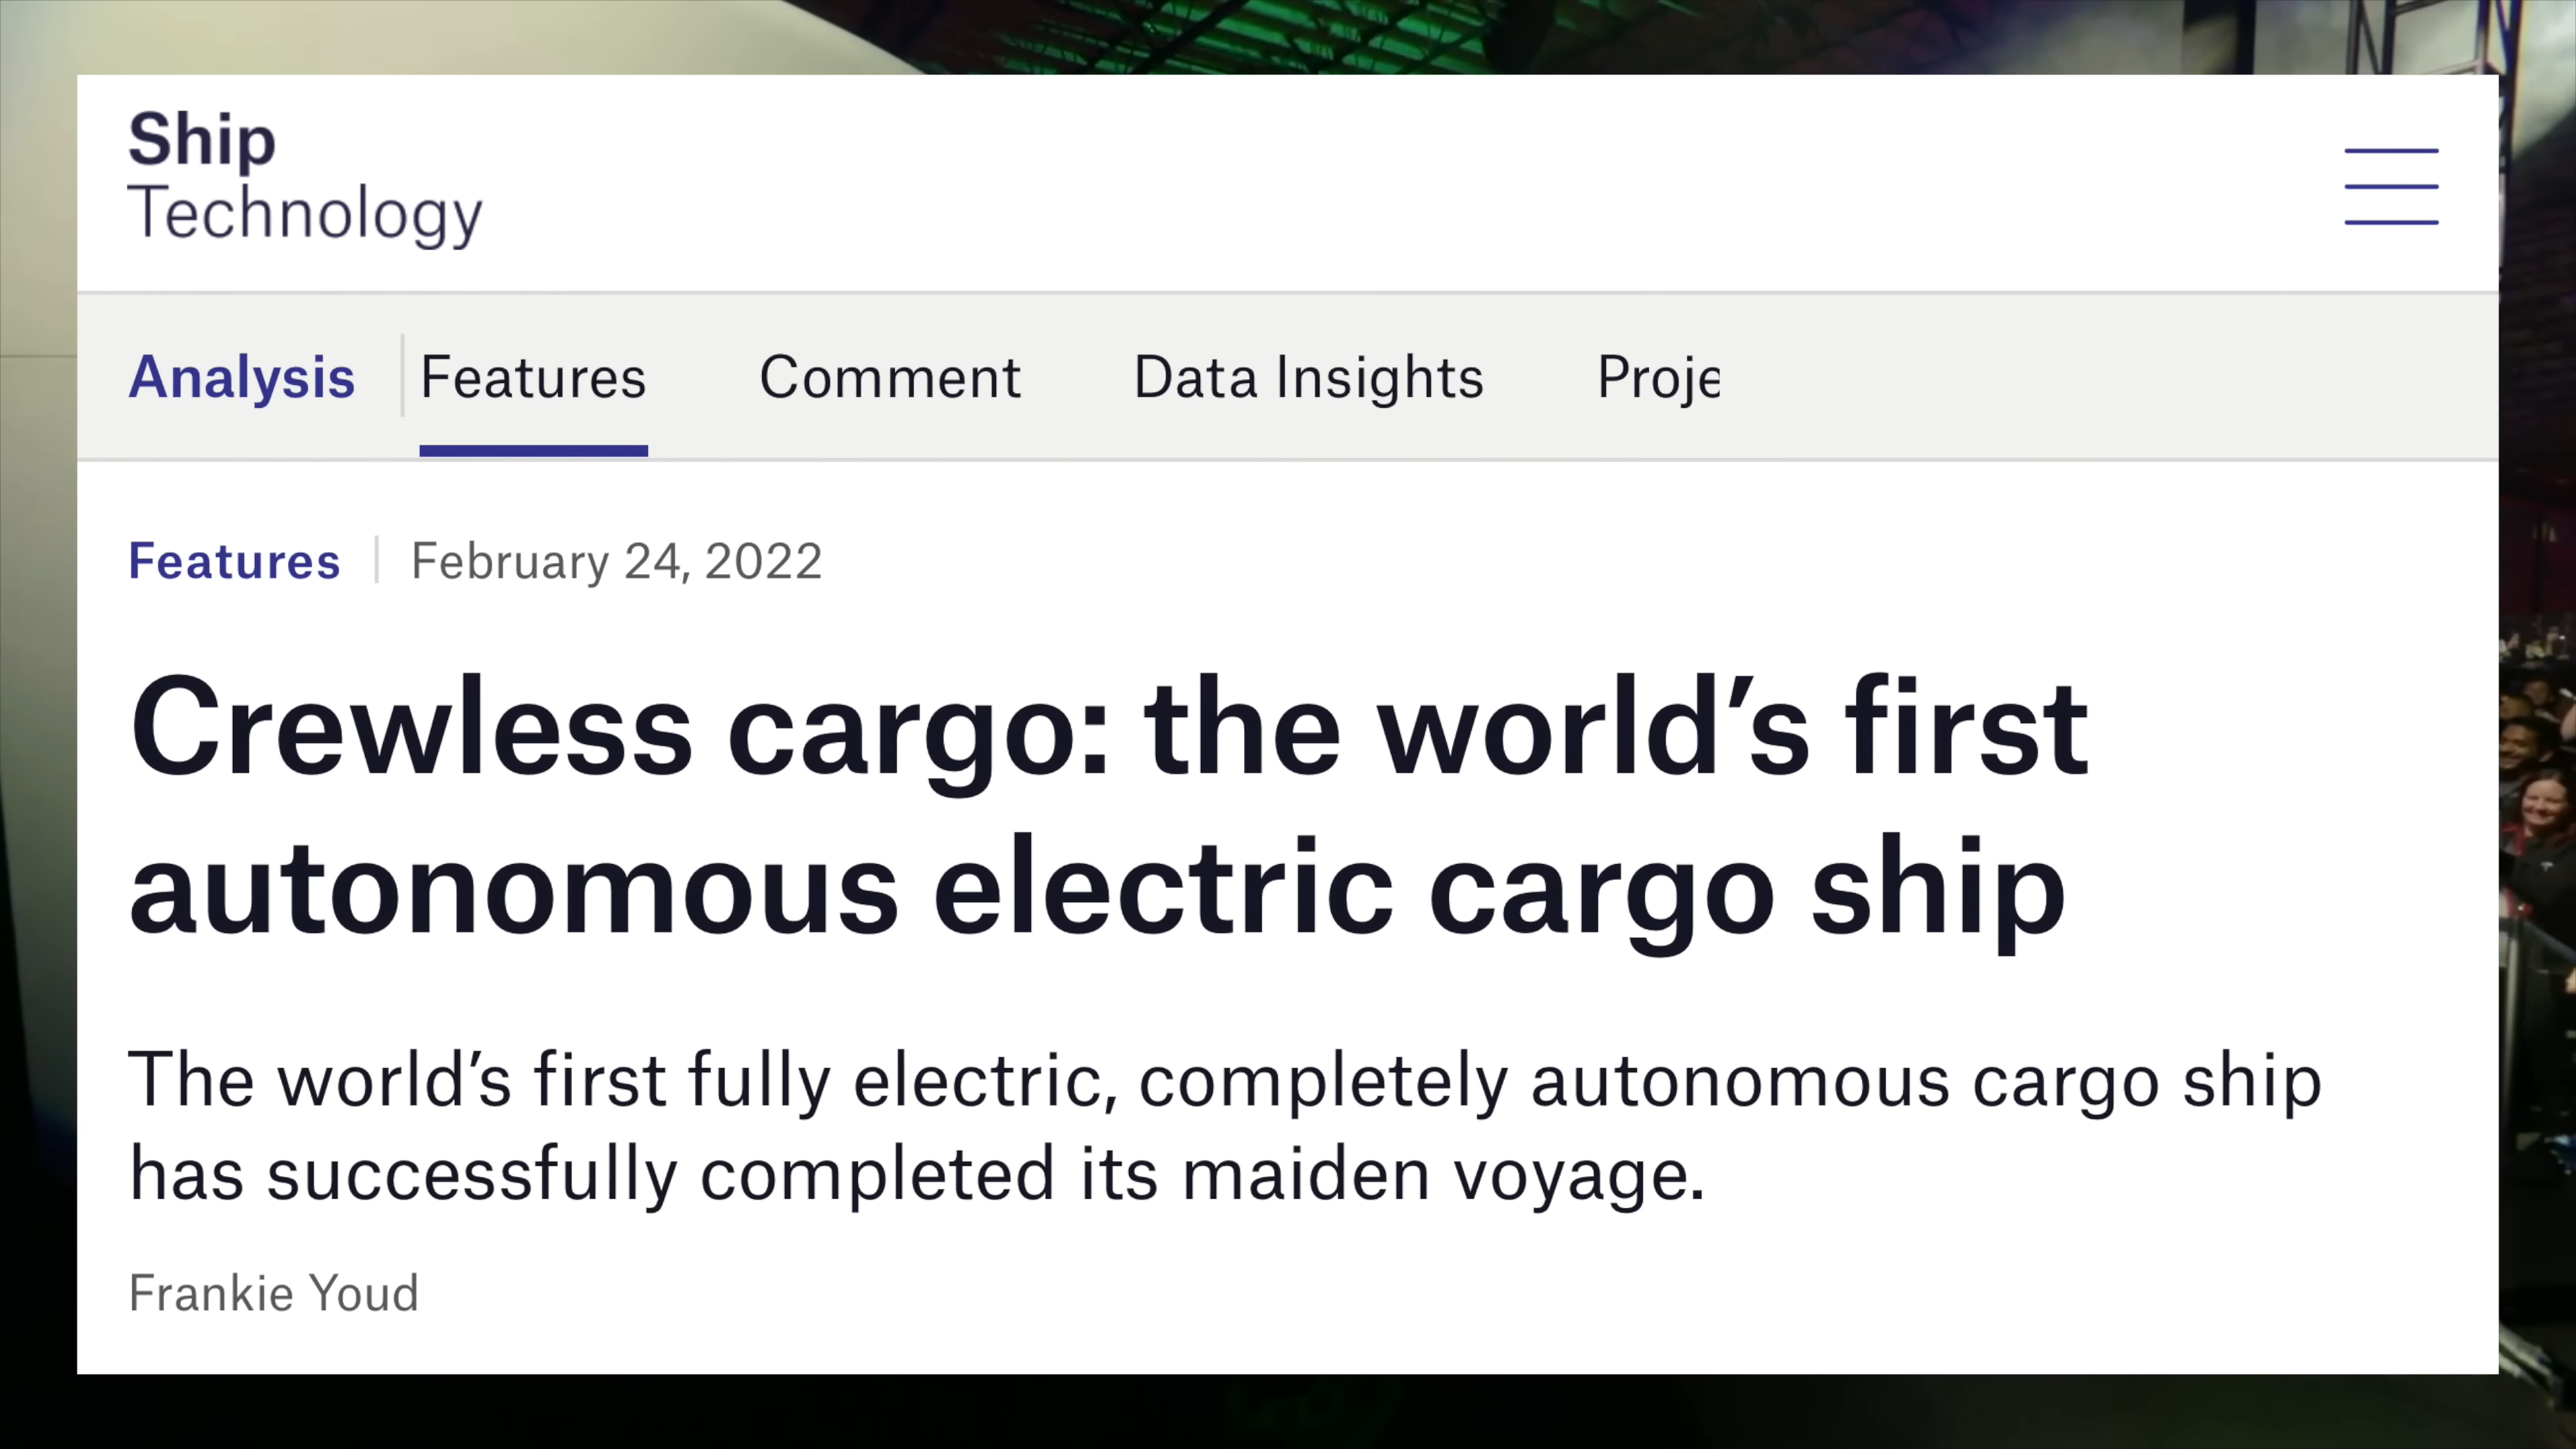 Ship
Technology
Analysis Features Comment Data Insights Proje
Features February 24, 2022
Crewless cargo: the world’s first
autonomous electric cargo ship
The world’s first fully electric, completely autonomous cargo ship
has successfully completed its maiden voyage.
Frankie Youd